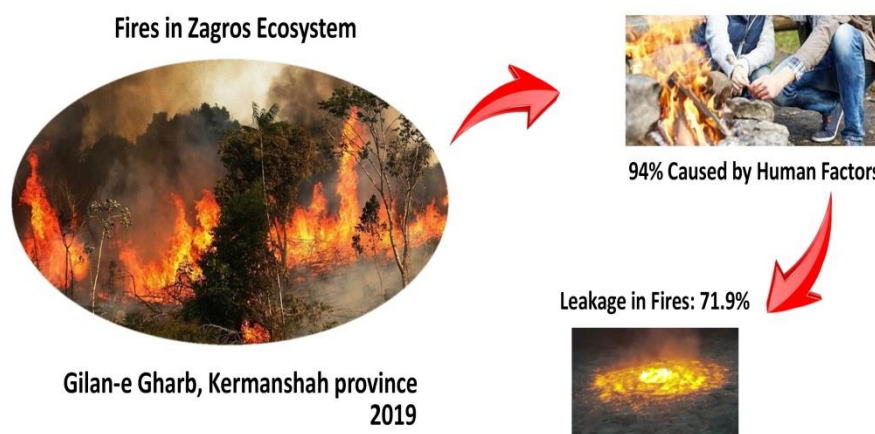 Fires in Zagros Ecosystem
94% Caused by Human Factors
Leakage in Fires: 71.9%
Gilan-e Gharb, Kermanshah province
2019